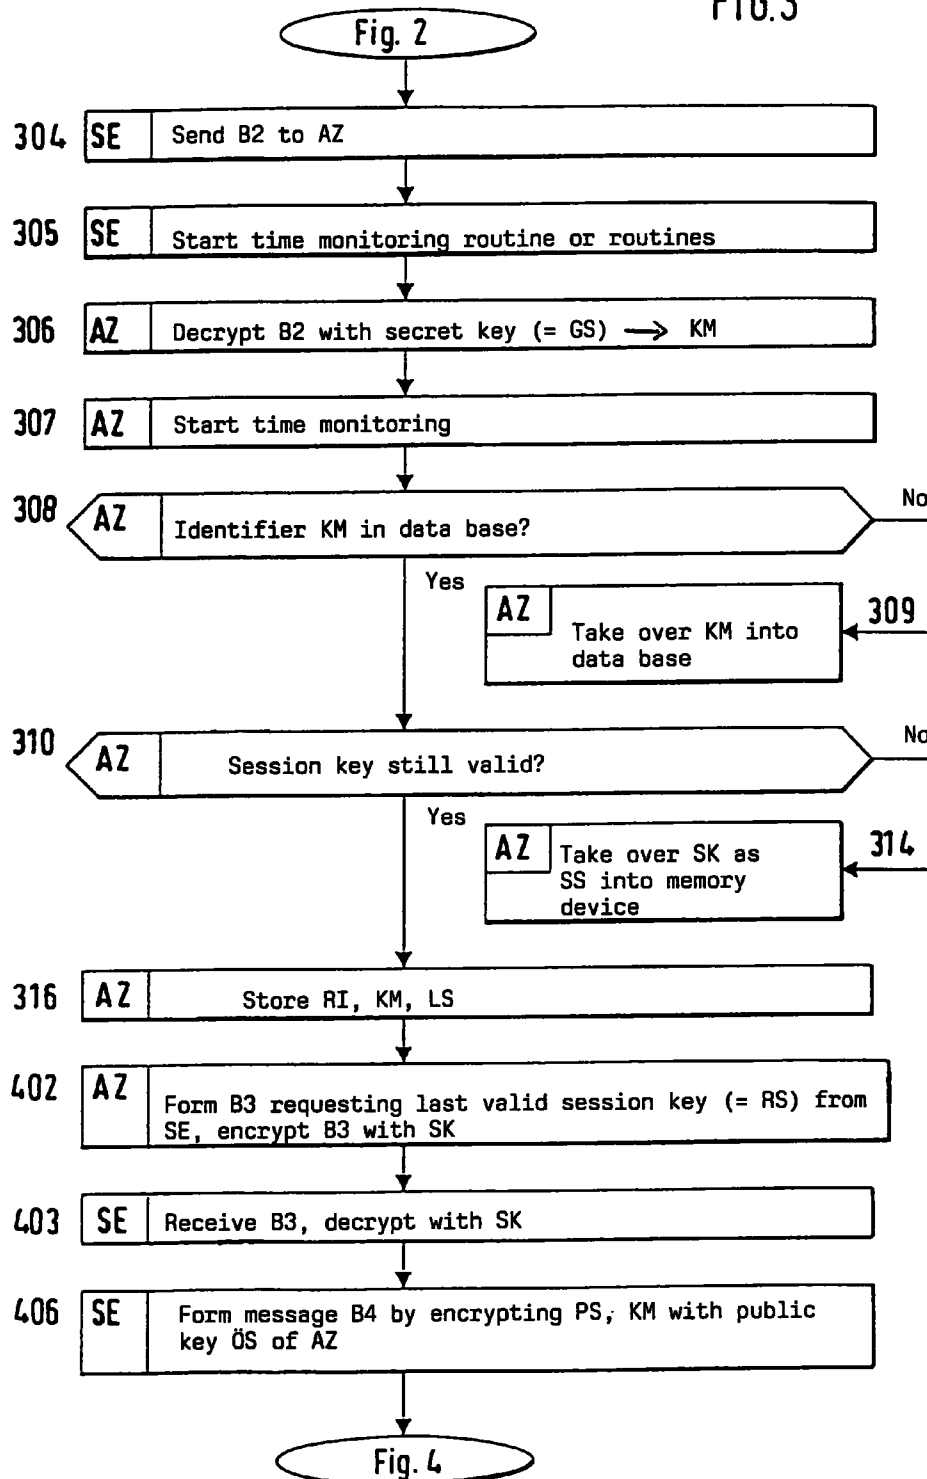 FIG.3
Fig. 2
304 SE Send B2 to AZ
305 SE Start time monitoring routine or routines
306 AZ Decrypt B2 with secret key (= GS) → KM
307 AZ Start time monitoring
308 AZ Identifier KM in data base? No
Yes
AZ Take over KM into 309
data base
310 AZ Session key still valid? No
Yes
AZ Take over SK as 314
SS into memory
device
316 AZ Store RI, KM, LS
402 AZ Form B3 requesting last valid session key (= RS) from
SE, encrypt B3 with SK
403 SE Receive B3, decrypt with SK
406 SE Form message B4 by encrypting PS, KM with public
key ÖS of AZ
Fig. 4